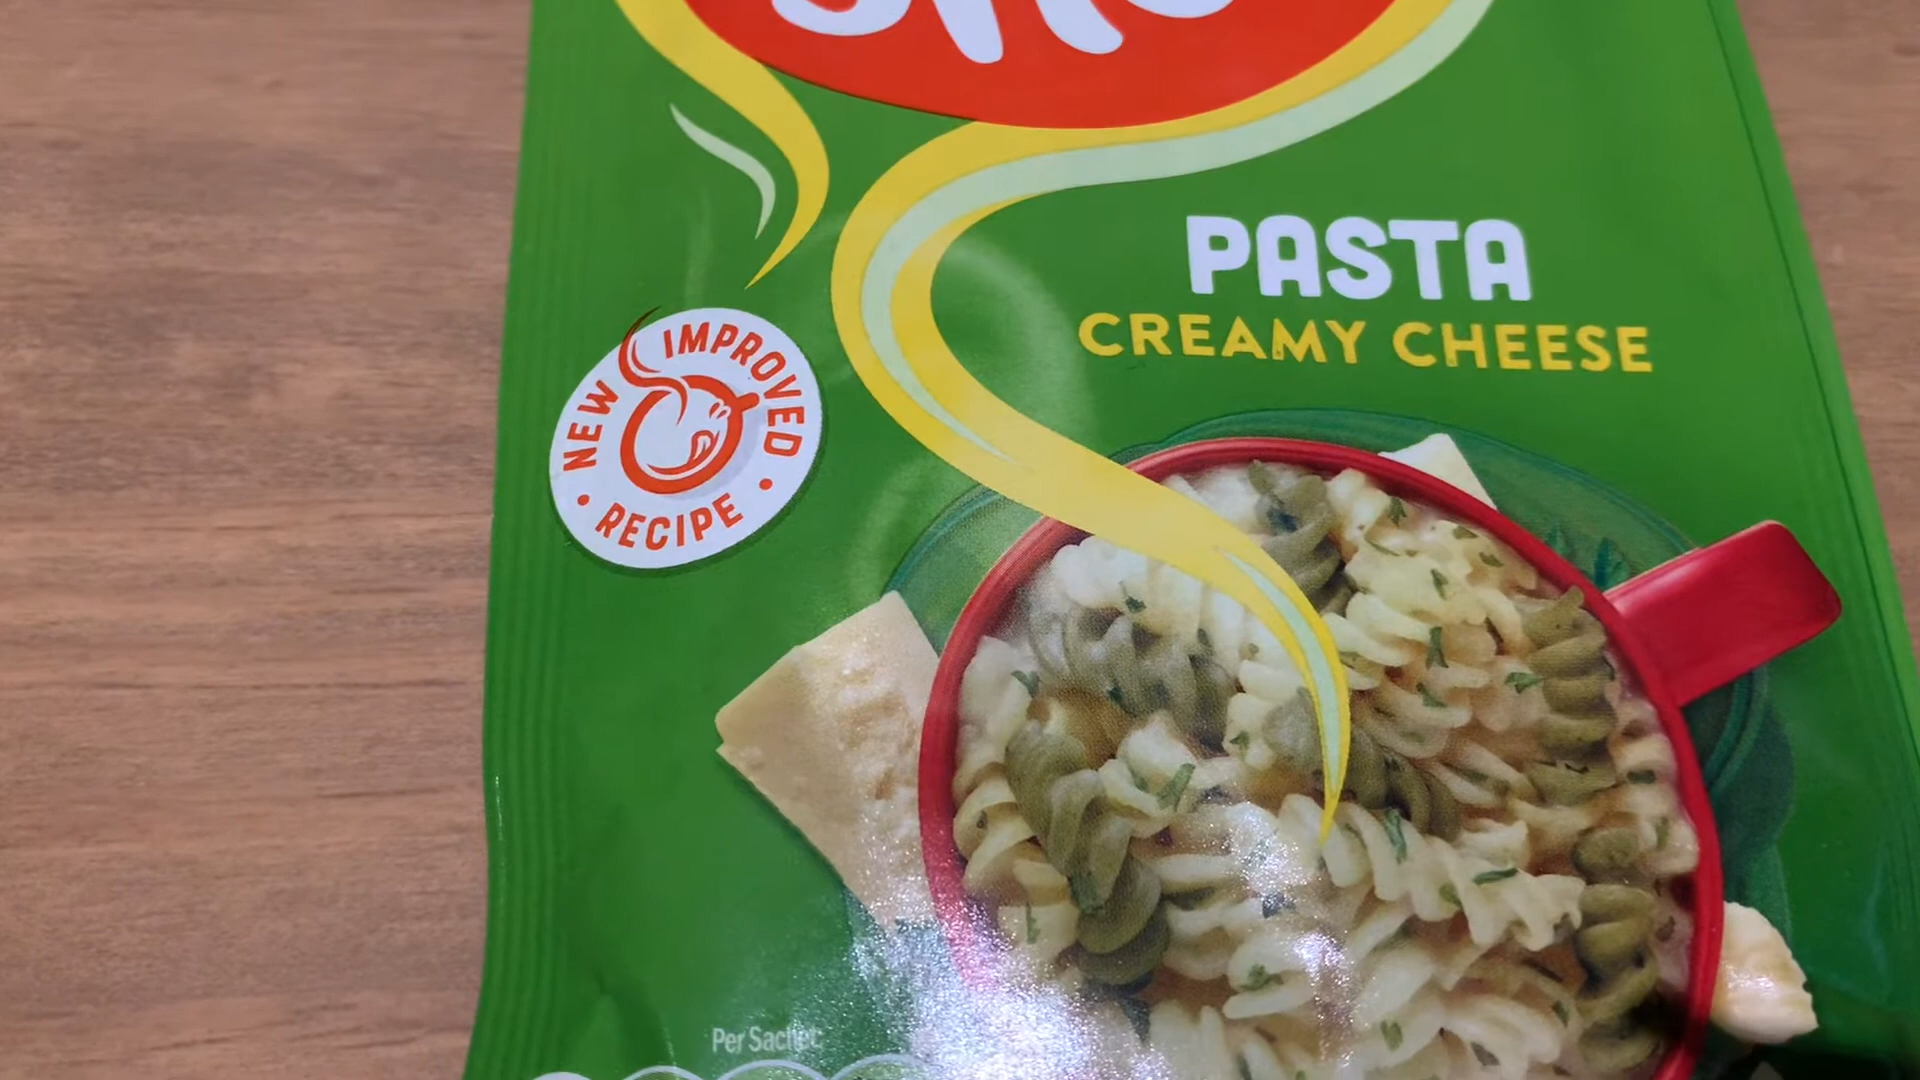 PASTA
CREAMY CHEESE
NEW IMPROVED
RECIPE
Per Sachet: